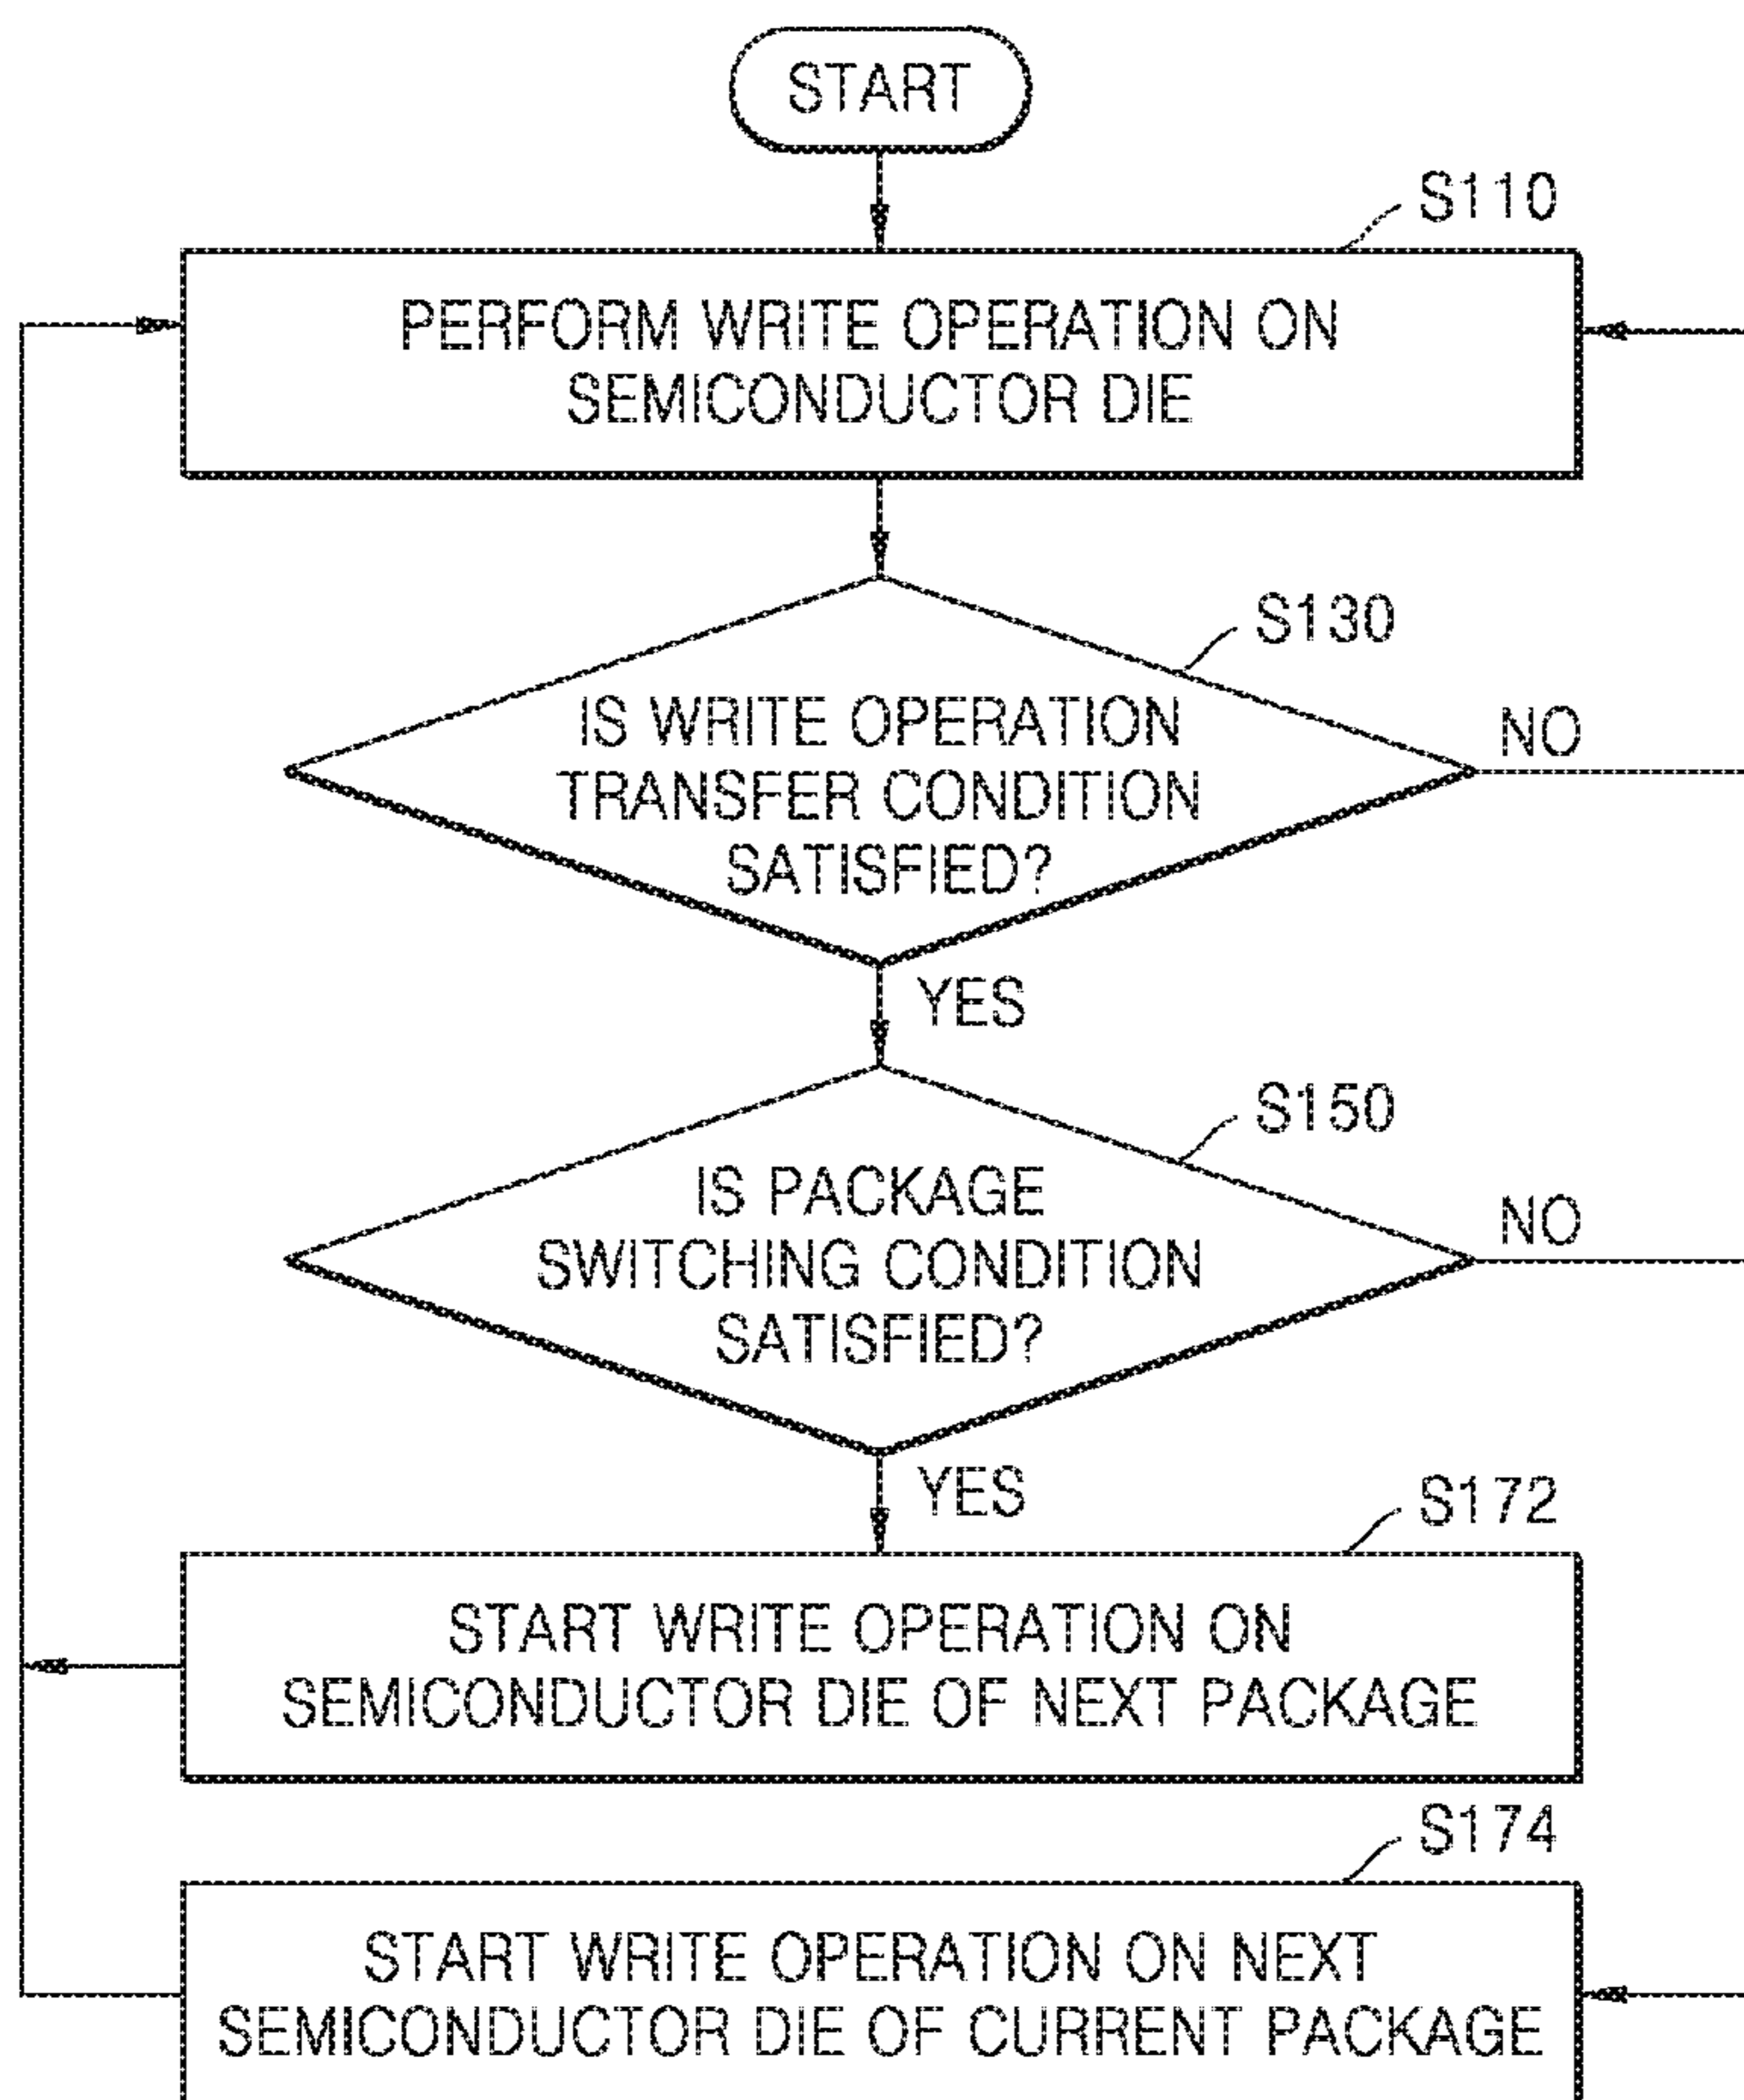 START
S110
PERFORM WRITE OPERATION ON
SEMICONDUCTOR DIE
S130
IS WRITE OPERATION
TRANSFER CONDITION
SATISFIED?
NO
YES
S150
IS PACKAGE
SWITCHING CONDITION
SATISFIED?
NO
YES
S172
START WRITE OPERATION ON
SEMICONDUCTOR DIE OF NEXT PACKAGE
S174
START WRITE OPERATION ON NEXT
SEMICONDUCTOR DIE OF CURRENT PACKAGE